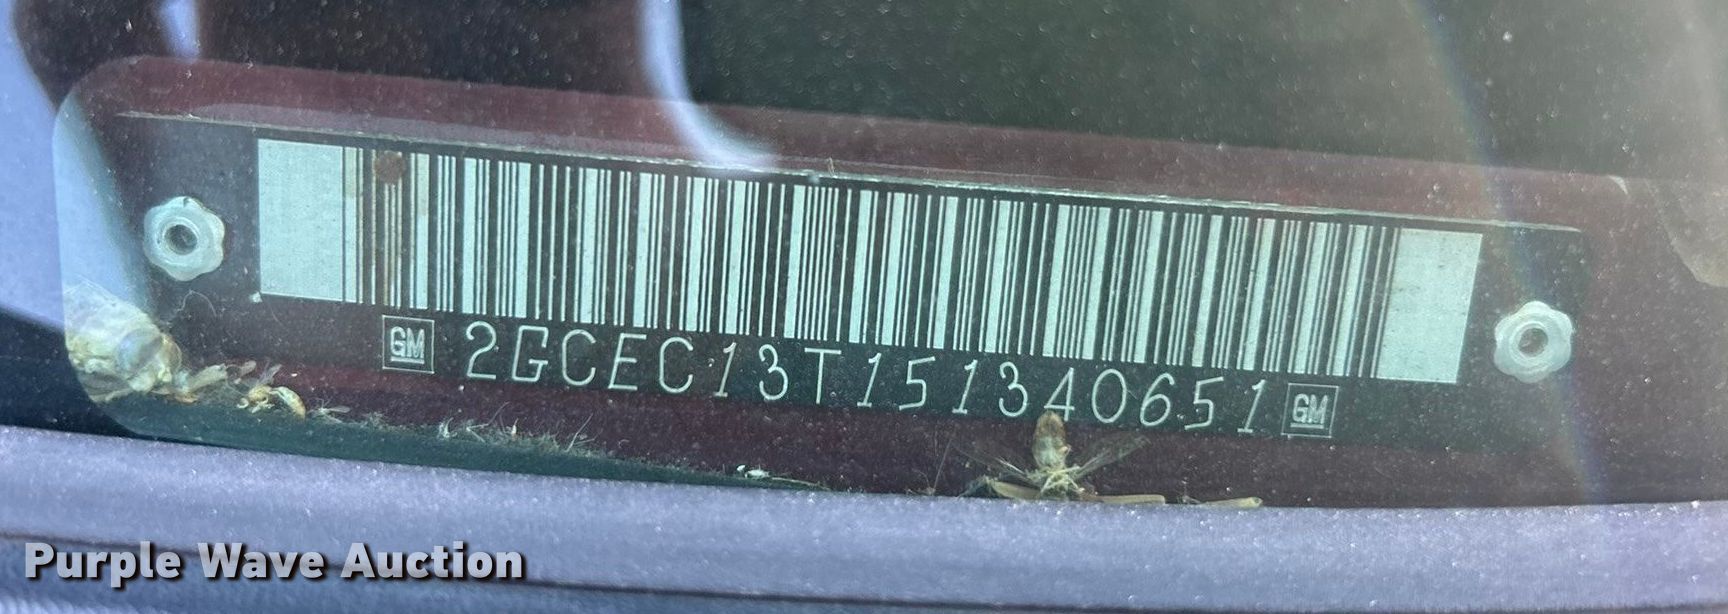 GM 2GCEC13T151340651 GM
Purple Wave Auction